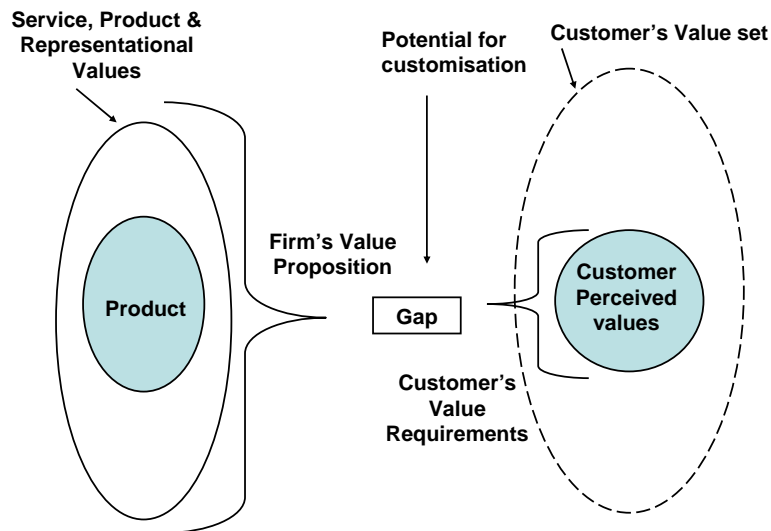 Service, Product &
Representational
Values
Potential for
customisation
Customer’s Value set
Firm’s Value
Proposition
Product
Gap
Customer
Perceived
values
Customer’s
Value
Requirements